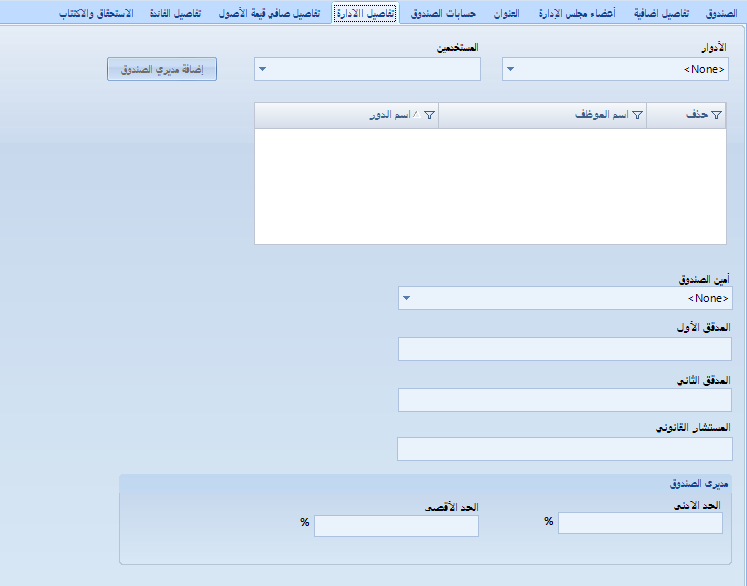 الصندوق تفاصيل اضافية أعضاء مجلس الإدارة العنوان حسابات الصندوق تفاصيل الادارة تفاصيل صافي قيمة الأصول تفاصيل الفائدة الاستحقاق والاكتتاب
الأدوار المستخدمين
<None> إضافة مديري الصندوق
حذف اسم الموظف اسم الدور
أمين الصندوق
<None>
المدقق الأول
المدقق الثاني
المستشار القانوني
مديرى الصندوق
الحد الادنى الحد الأقصى
% %